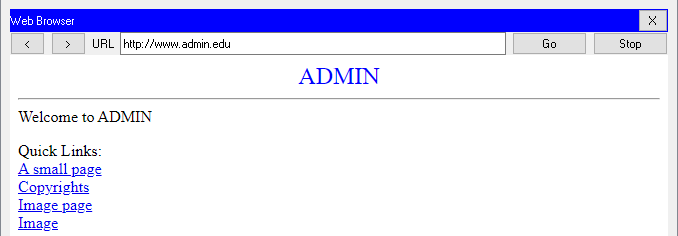 Web Browser X
< > URL http://www.admin.edu Go Stop
ADMIN
Welcome to ADMIN
Quick Links:
A small page
Copyrights
Image page
Image